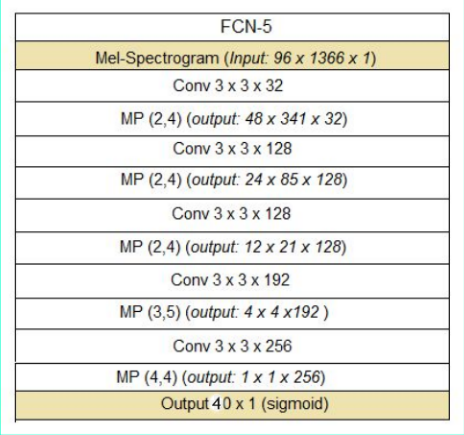 FCN-5
Mel-Spectrogram (Input: 96 x 1366 x 1)
Conv 3 x 3 x 32
MP (2,4) (output: 48 x 341 x 32)
Conv 3 x 3 x 128
MP (2,4) (output: 24 x 85 x 128)
Conv 3 x 3 x 128
MP (2,4) (output: 12 x 21 x 128)
Conv 3 x 3 x 192
MP (3,5) (output: 4 x 4 x192 )
Conv 3 x 3 x 256
MP (4,4) (output: 1 x 1 x 256)
Output 40 x 1 (sigmoid)